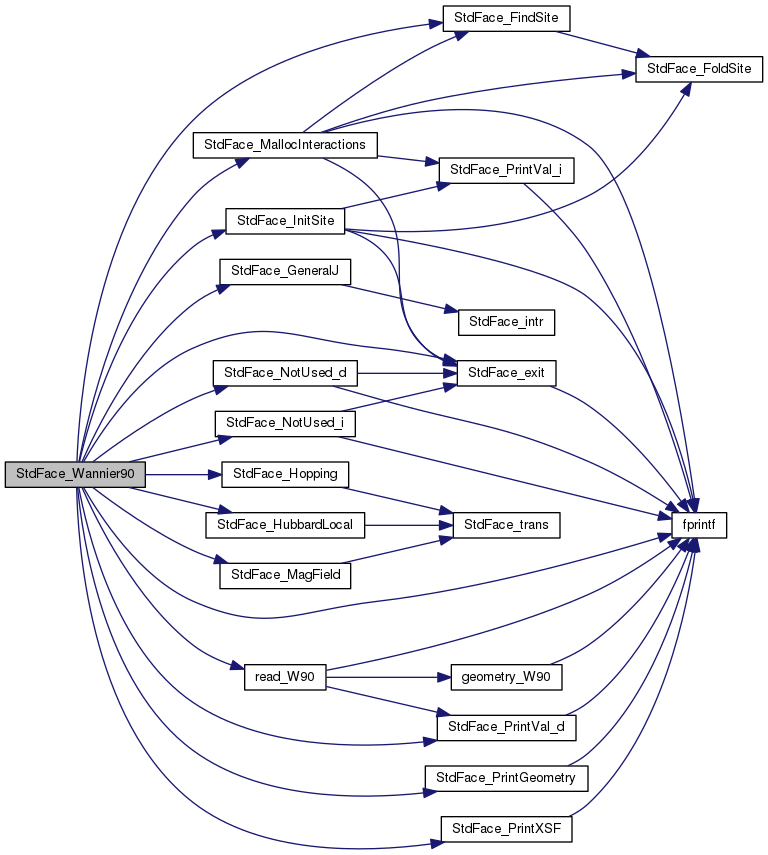 StdFace_FindSite
StdFace_FoldSite
StdFace_MallocInteractions
StdFace_PrintVal_i
StdFace_InitSite
StdFace_GeneralJ
StdFace_intr
StdFace_NotUsed_d
StdFace_exit
StdFace_NotUsed_i
StdFace_Wannier90
StdFace_Hopping
StdFace_HubbardLocal
StdFace_trans
fprintf
StdFace_MagField
read_W90
geometry_W90
StdFace_PrintVal_d
StdFace_PrintGeometry
StdFace_PrintXSF